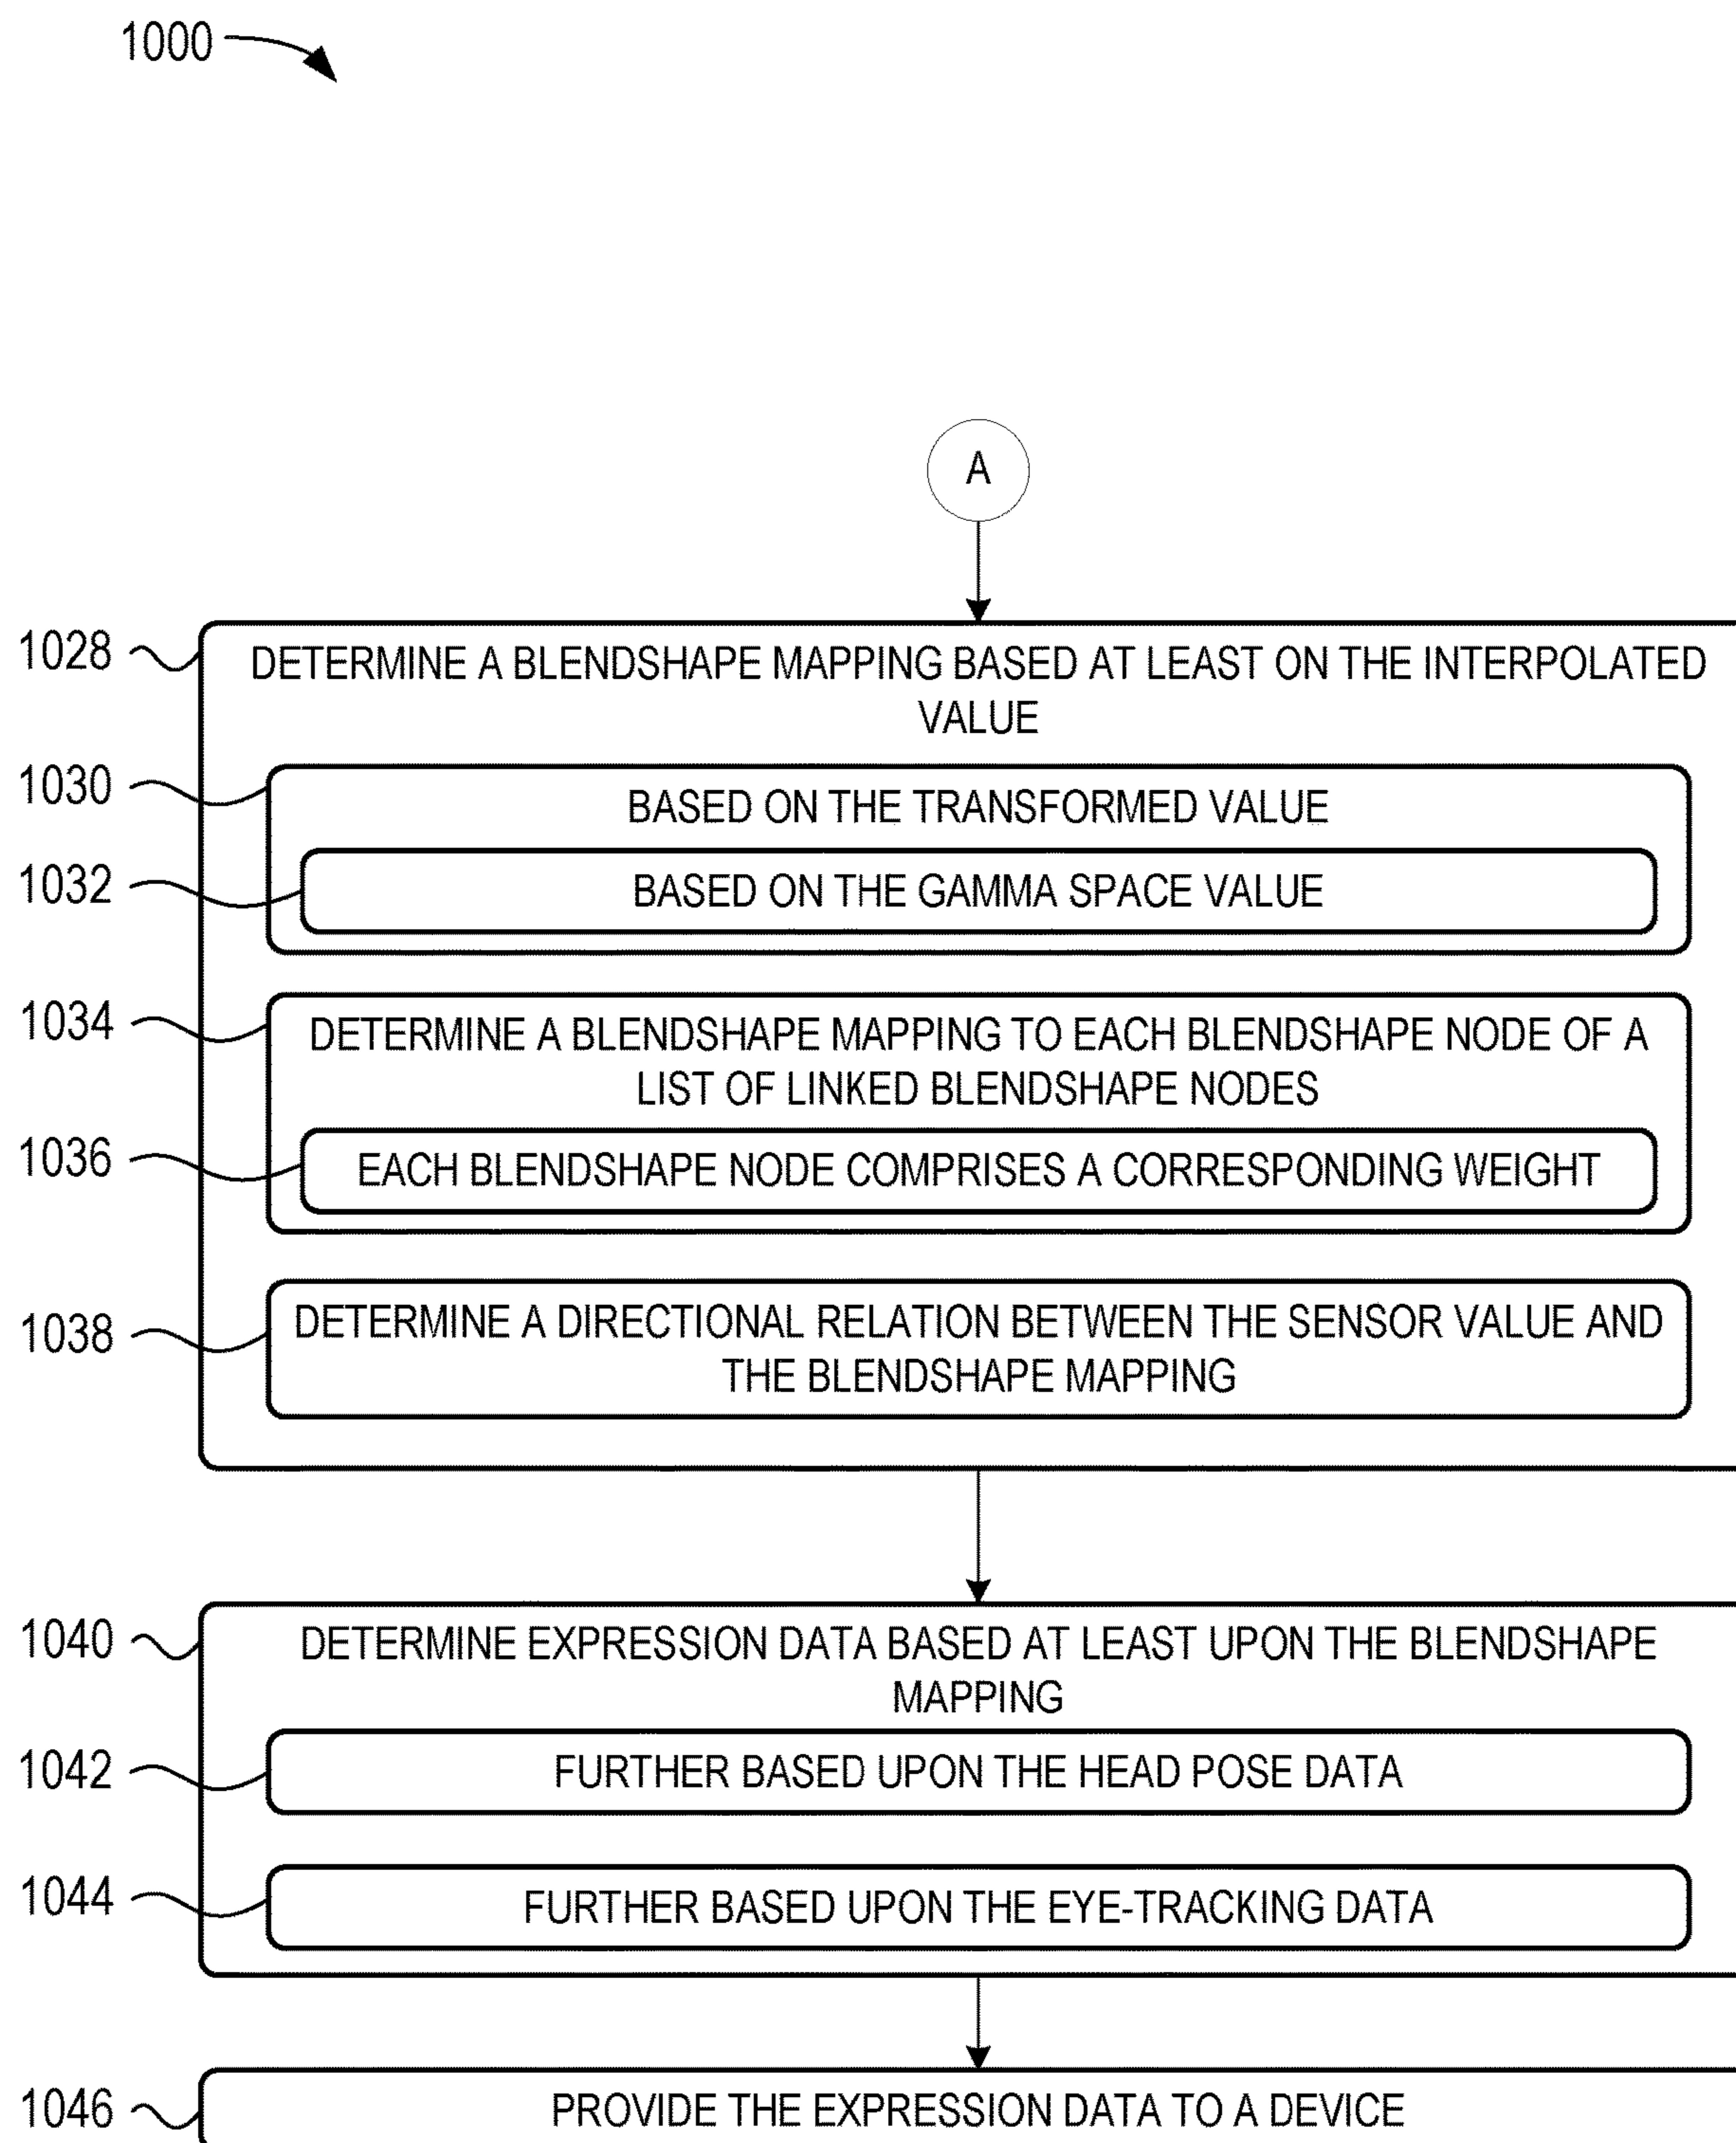 1000
A
1028
DETERMINE A BLENDSHAPE MAPPING BASED AT LEAST ON THE INTERPOLATED
VALUE
1030
BASED ON THE TRANSFORMED VALUE
1032
BASED ON THE GAMMA SPACE VALUE
1034
DETERMINE A BLENDSHAPE MAPPING TO EACH BLENDSHAPE NODE OF A
LIST OF LINKED BLENDSHAPE NODES
1036
EACH BLENDSHAPE NODE COMPRISES A CORRESPONDING WEIGHT
1038
DETERMINE A DIRECTIONAL RELATION BETWEEN THE SENSOR VALUE AND
THE BLENDSHAPE MAPPING
1040
DETERMINE EXPRESSION DATA BASED AT LEAST UPON THE BLENDSHAPE
MAPPING
1042
FURTHER BASED UPON THE HEAD POSE DATA
1044
FURTHER BASED UPON THE EYE-TRACKING DATA
1046
PROVIDE THE EXPRESSION DATA TO A DEVICE